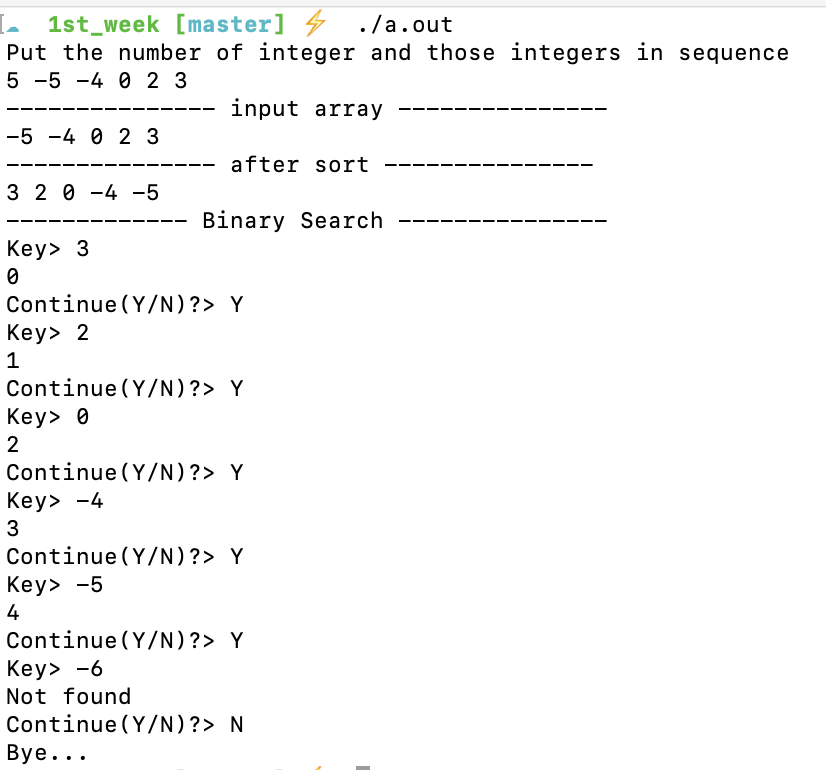 1st_week [master] ⚡ ./a.out
Put the number of integer and those integers in sequence
5 -5 -4 0 2 3
--------------- input array ---------------
-5 -4 0 2 3
--------------- after sort ---------------
3 2 0 -4 -5
------------- Binary Search ---------------
Key> 3
0
Continue(Y/N)?> Y
Key> 2
1
Continue(Y/N)?> Y
Key> 0
2
Continue(Y/N)?> Y
Key> -4
3
Continue(Y/N)?> Y
Key> -5
4
Continue(Y/N)?> Y
Key> -6
Not found
Continue(Y/N)?> N
Bye...